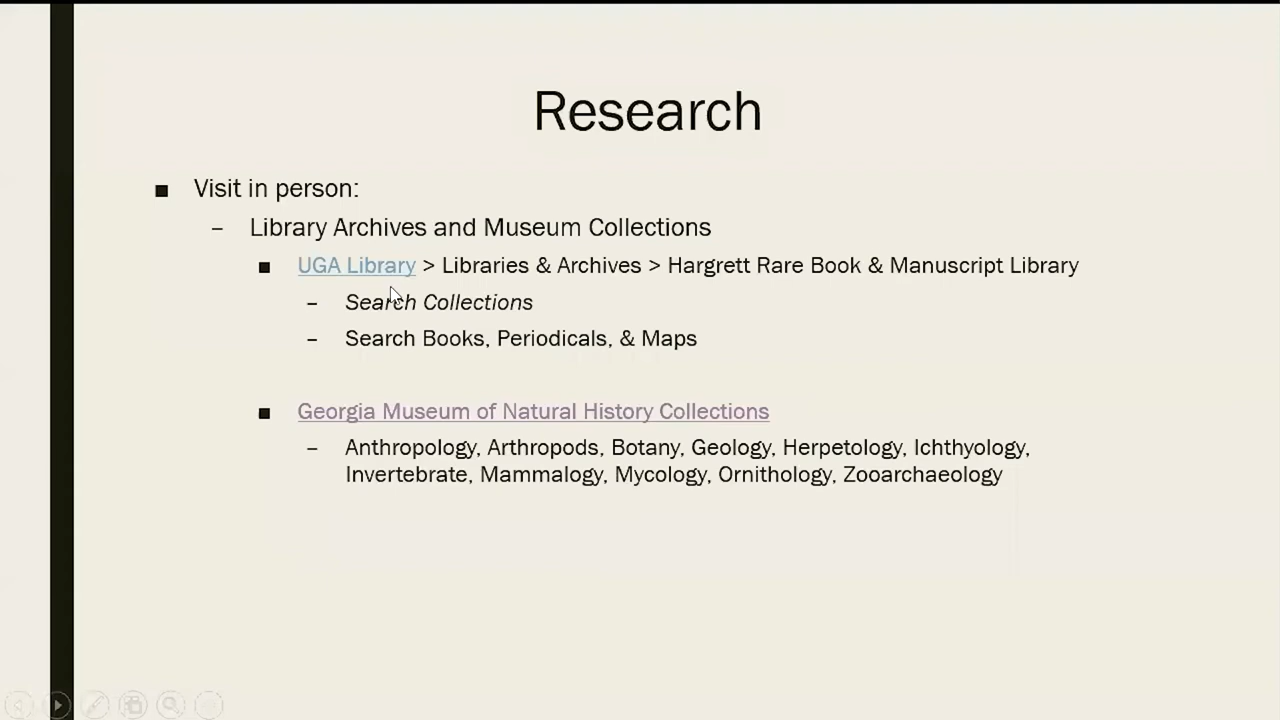 Research
■ Visit in person:
– Library Archives and Museum Collections
■ UGA Library > Libraries & Archives > Hargrett Rare Book & Manuscript Library
– Search Collections
– Search Books, Periodicals, & Maps
■ Georgia Museum of Natural History Collections
– Anthropology, Arthropods, Botany, Geology, Herpetology, Ichthyology,
Invertebrate, Mammalogy, Mycology, Ornithology, Zooarchaeology